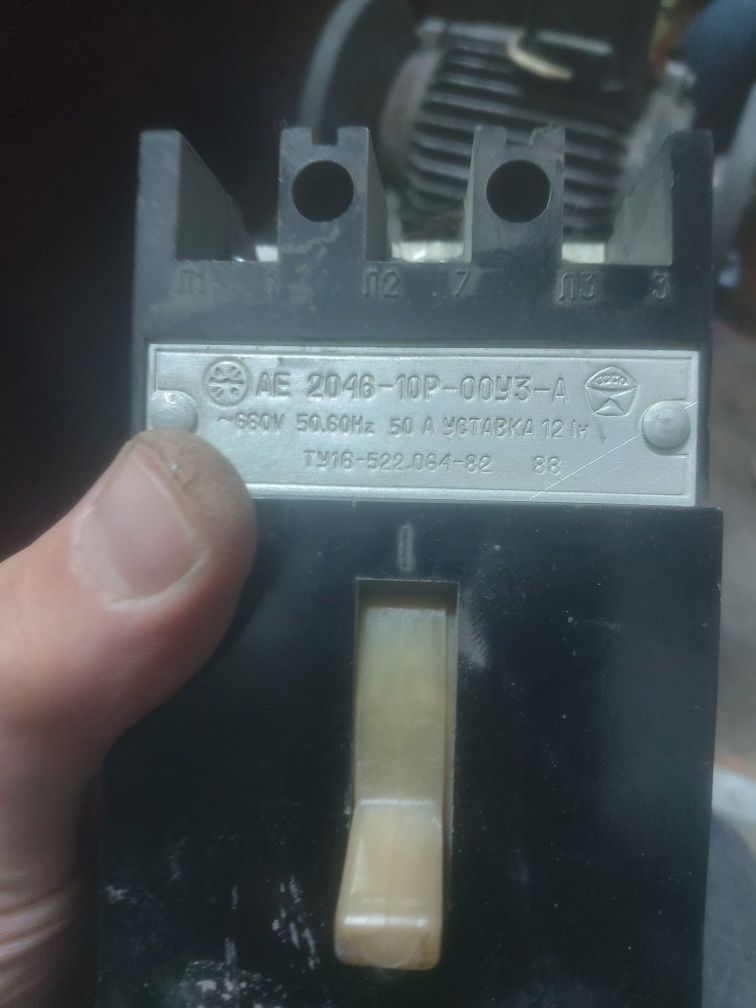 Л1 1 Л2 7 Л3 3
АЕ 2046-10Р-00У3-А
~660V 50.60Hz 50 А УСТАВКА 12 Iн
ТУ16-522.064-82 88
I